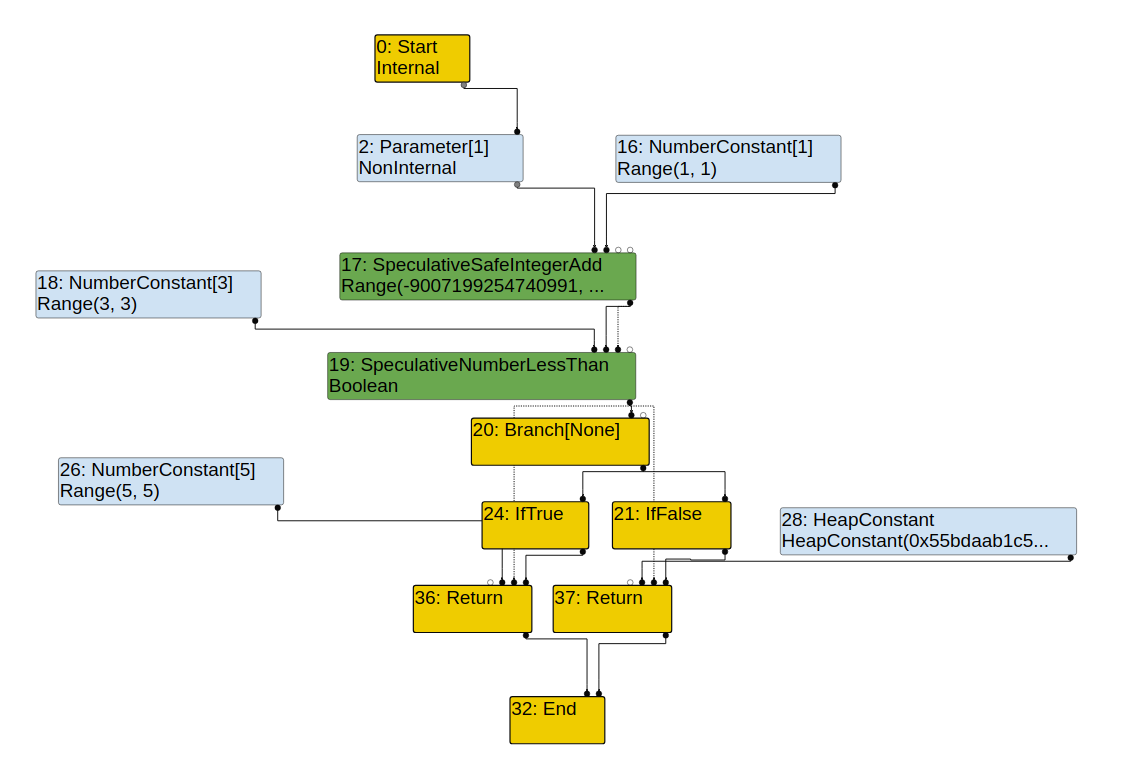 0: Start
Internal
2: Parameter[1]
NonInternal
16: NumberConstant[1]
Range(1, 1)
17: SpeculativeSafeIntegerAdd
Range(-9007199254740991, ...
18: NumberConstant[3]
Range(3, 3)
19: SpeculativeNumberLessThan
Boolean
20: Branch[None]
26: NumberConstant[5]
Range(5, 5)
24: IfTrue
21: IfFalse
28: HeapConstant
HeapConstant(0x55bdaab1c5...
36: Return
37: Return
32: End